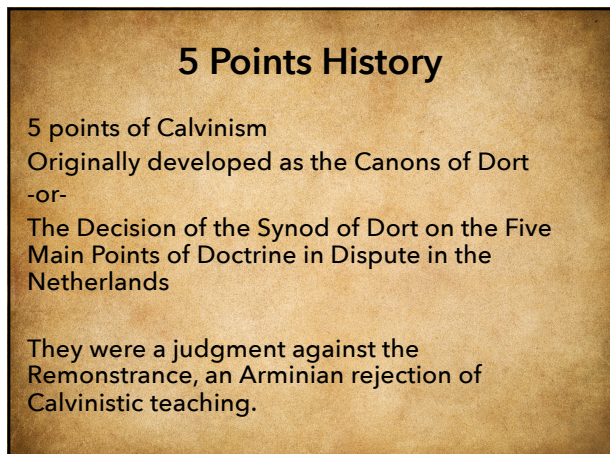 5 Points History
5 points of Calvinism
Originally developed as the Canons of Dort
-or-
The Decision of the Synod of Dort on the Five
Main Points of Doctrine in Dispute in the
Netherlands
They were a judgment against the
Remonstrance, an Arminian rejection of
Calvinistic teaching.